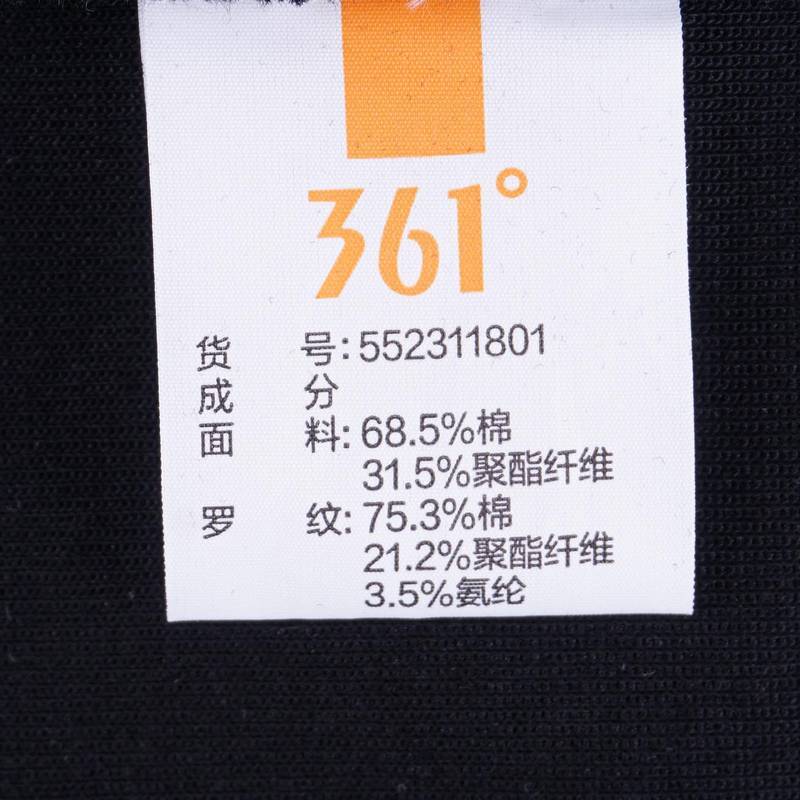 361°
货 号:552311801
成 分
面 料:68.5%棉
31.5%聚酯纤维
罗 纹:75.3%棉
21.2%聚酯纤维
3.5%氨纶